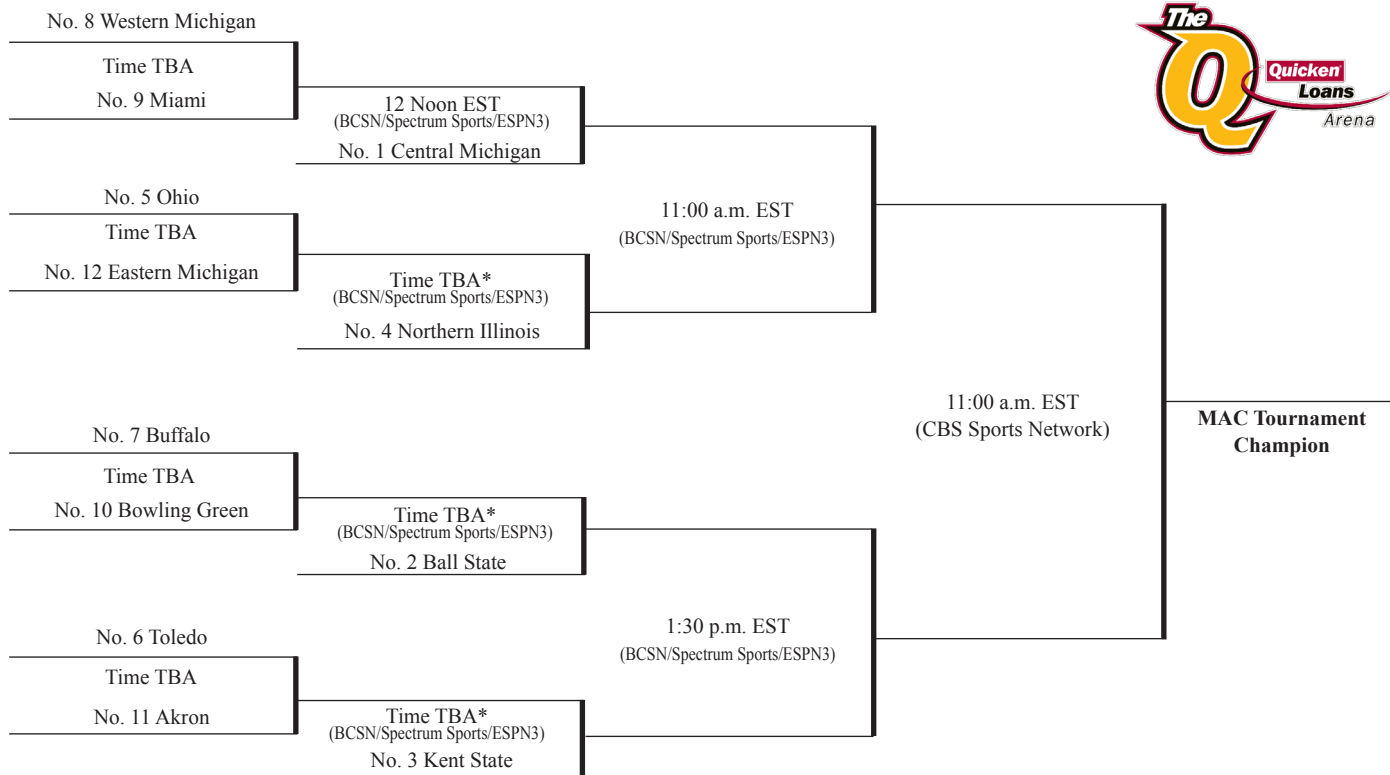 No. 8 Western Michigan
Time TBA
No. 9 Miami
12 Noon EST
(BCSN/Spectrum Sports/ESPN3)
No. 1 Central Michigan
No. 5 Ohio
Time TBA
No. 12 Eastern Michigan
Time TBA*
(BCSN/Spectrum Sports/ESPN3)
No. 4 Northern Illinois
11:00 a.m. EST
(BCSN/Spectrum Sports/ESPN3)
No. 7 Buffalo
Time TBA
No. 10 Bowling Green
Time TBA*
(BCSN/Spectrum Sports/ESPN3)
No. 2 Ball State
No. 6 Toledo
Time TBA
No. 11 Akron
Time TBA*
(BCSN/Spectrum Sports/ESPN3)
No. 3 Kent State
1:30 p.m. EST
(BCSN/Spectrum Sports/ESPN3)
11:00 a.m. EST
(CBS Sports Network)
MAC Tournament
Champion
The
Q
Quicken
Loans
Arena